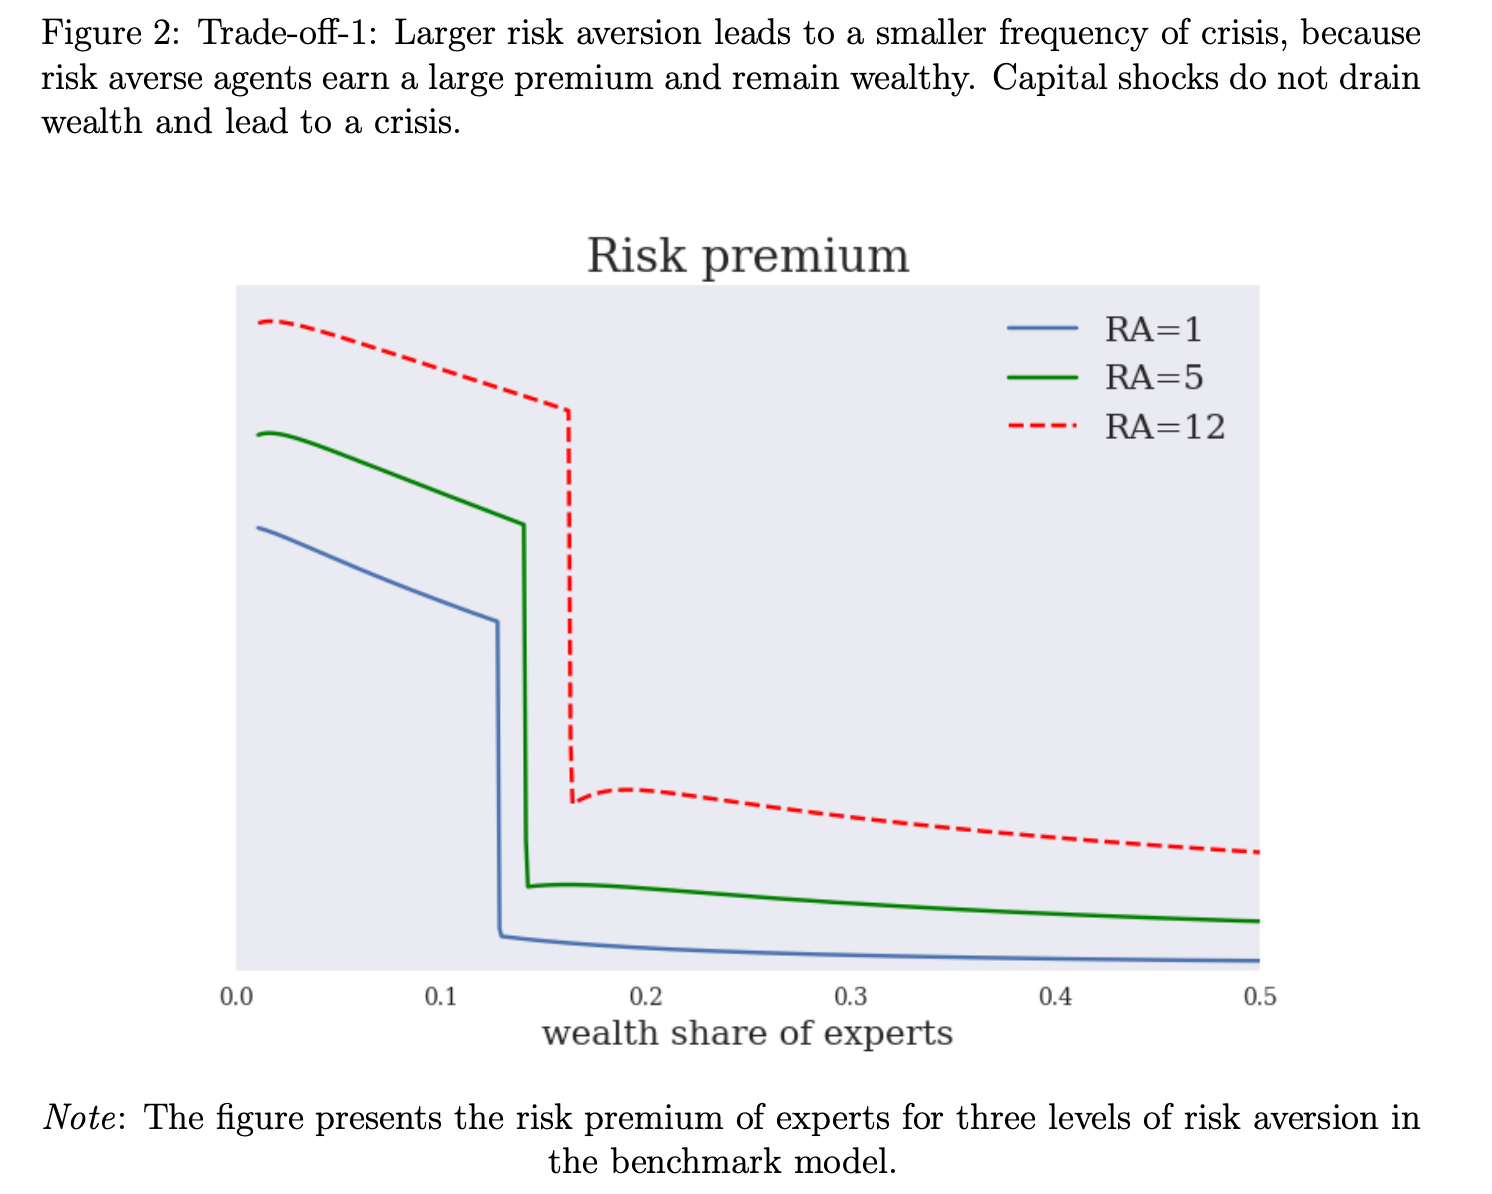 Figure 2: Trade-off-1: Larger risk aversion leads to a smaller frequency of crisis, because
risk averse agents earn a large premium and remain wealthy. Capital shocks do not drain
wealth and lead to a crisis.
Risk premium
RA=1
RA=5
RA=12
0.0 0.1 0.2 0.3 0.4 0.5
wealth share of experts
Note: The figure presents the risk premium of experts for three levels of risk aversion in
the benchmark model.